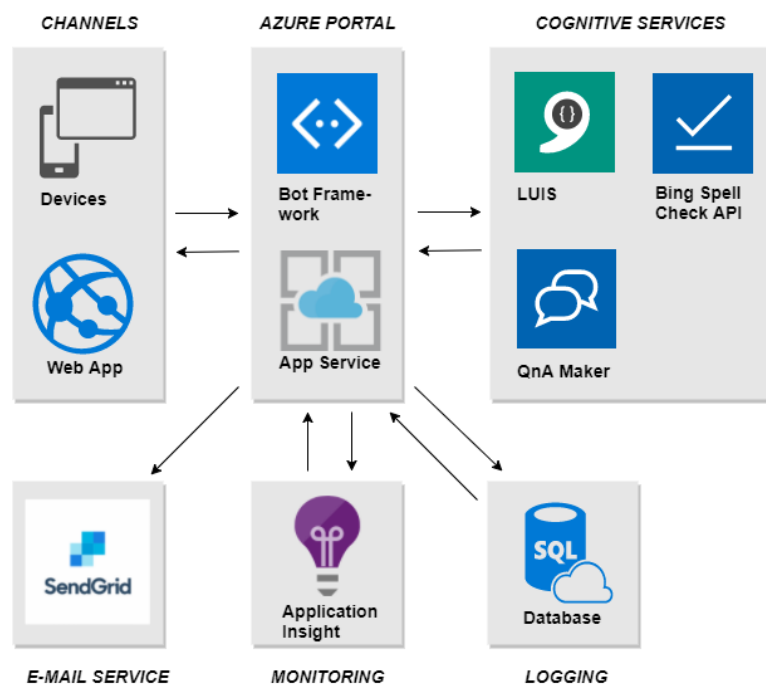 CHANNELS
AZURE PORTAL
COGNITIVE SERVICES
Devices
Web App
Bot Frame-
work
App Service
{}
LUIS
Bing Spell
Check API
QnA Maker
SendGrid
Application
Insight
SQL
Database
E-MAIL SERVICE
MONITORING
LOGGING